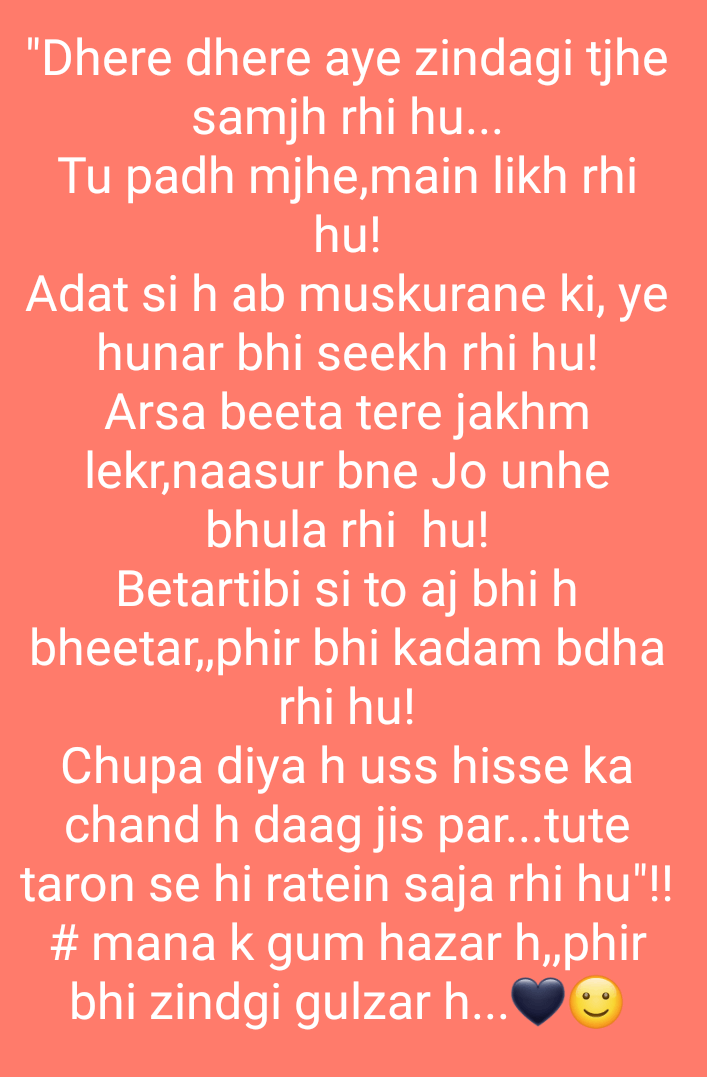 "Dhere dhere aye zindagi tjhe
samjh rhi hu...
Tu padh mjhe,main likh rhi
hu!
Adat si h ab muskurane ki, ye
hunar bhi seekh rhi hu!
Arsa beeta tere jakhm
lekr,naasur bne Jo unhe
bhula rhi  hu!
Betartibi si to aj bhi h
bheetar,,phir bhi kadam bdha
rhi hu!
Chupa diya h uss hisse ka
chand h daag jis par...tute
taron se hi ratein saja rhi hu"!!
# mana k gum hazar h,,phir
bhi zindgi gulzar h...🖤🙂